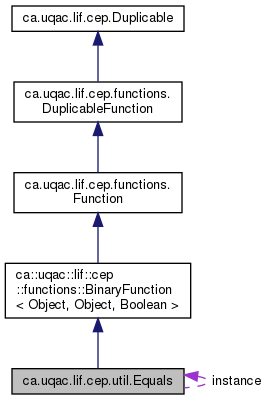 ca.uqac.lif.cep.Duplicable
ca.uqac.lif.cep.functions.
DuplicableFunction
ca.uqac.lif.cep.functions.
Function
ca::uqac::lif::cep
::functions::BinaryFunction
< Object, Object, Boolean >
ca.uqac.lif.cep.util.Equals
instance